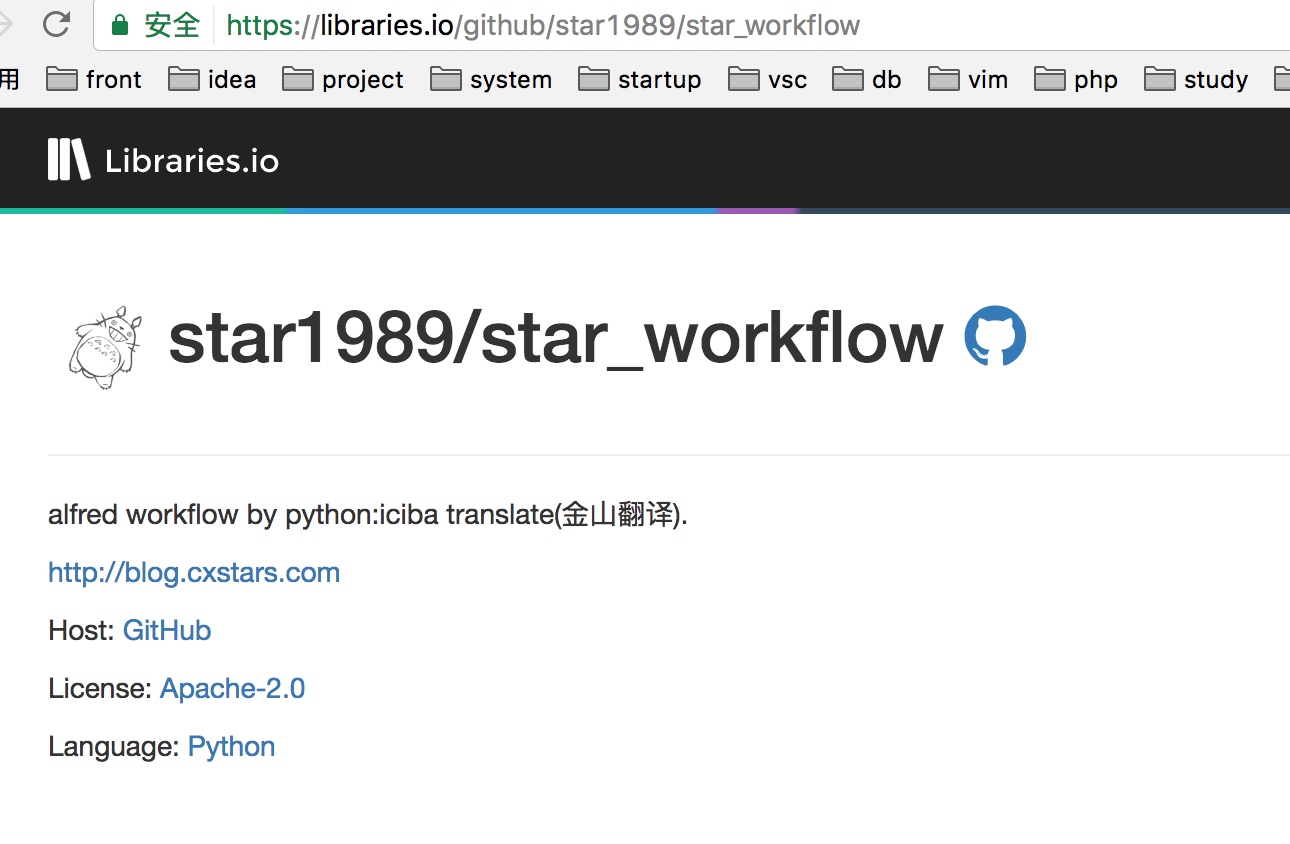 安全 https://libraries.io/github/star1989/star_workflow
用 front idea project system startup vsc db vim php study
Libraries.io
star1989/star_workflow
alfred workflow by python:iciba translate(金山翻译).
http://blog.cxstars.com
Host: GitHub
License: Apache-2.0
Language: Python